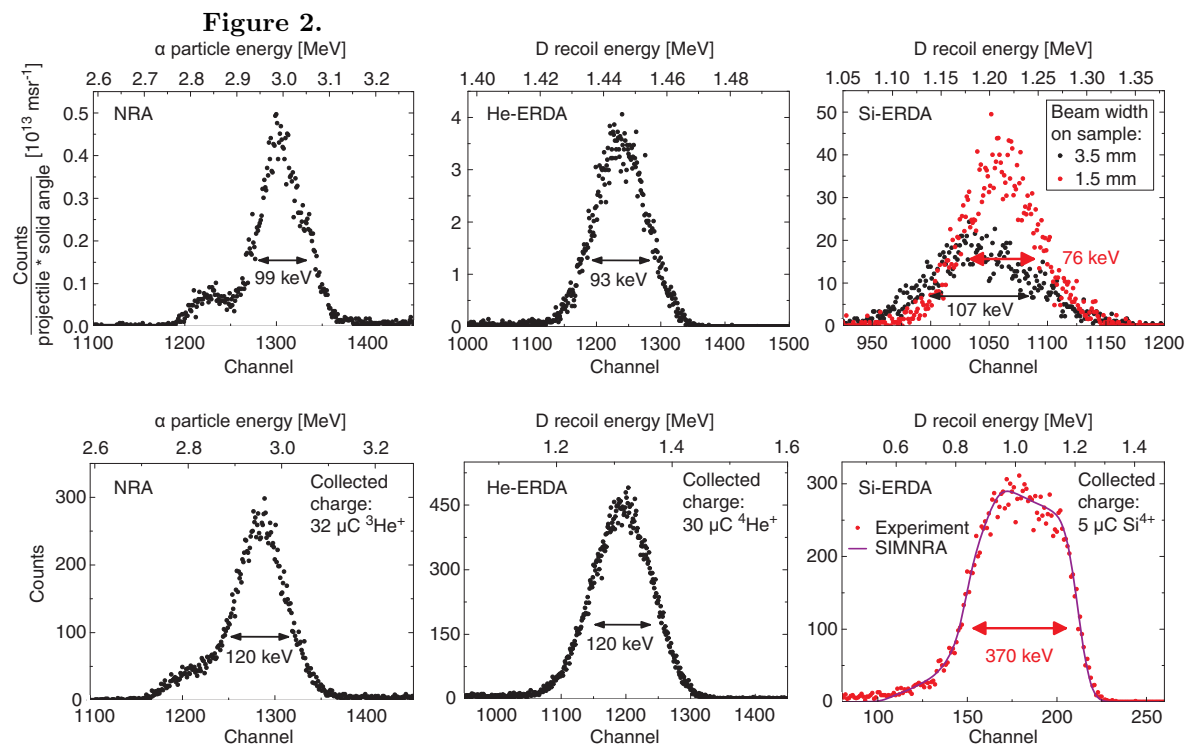 Figure 2.
α particle energy [MeV]
2.6 2.7 2.8 2.9 3.0 3.1 3.2
Counts
projectile * solid angle [10¹³ msr⁻¹]
0.5
0.4
0.3
0.2
0.1
0.0
NRA
99 keV
1100 1200 1300 1400
Channel
D recoil energy [MeV]
1.40 1.42 1.44 1.46 1.48
4
3
2
1
0
He-ERDA
93 keV
1000 1100 1200 1300 1400 1500
Channel
D recoil energy [MeV]
1.05 1.10 1.15 1.20 1.25 1.30 1.35
50
40
30
20
10
0
Si-ERDA
Beam width
on sample:
3.5 mm
1.5 mm
76 keV
107 keV
950 1000 1050 1100 1150 1200
Channel
α particle energy [MeV]
2.6 2.7 2.8 2.9 3.0 3.1 3.2
Counts
300
200
100
0
NRA
Collected
charge:
32 µC ³He⁺
120 keV
1100 1200 1300 1400
Channel
D recoil energy [MeV]
1.2 1.3 1.4 1.5 1.6
450
300
150
0
He-ERDA
Collected
charge:
30 µC ⁴He⁺
120 keV
1000 1100 1200 1300 1400
Channel
D recoil energy [MeV]
0.6 0.8 1.0 1.2 1.4
300
200
100
0
Si-ERDA
Collected
charge:
5 µC Si⁴⁺
Experiment
SIMNRA
370 keV
100 150 200 250
Channel